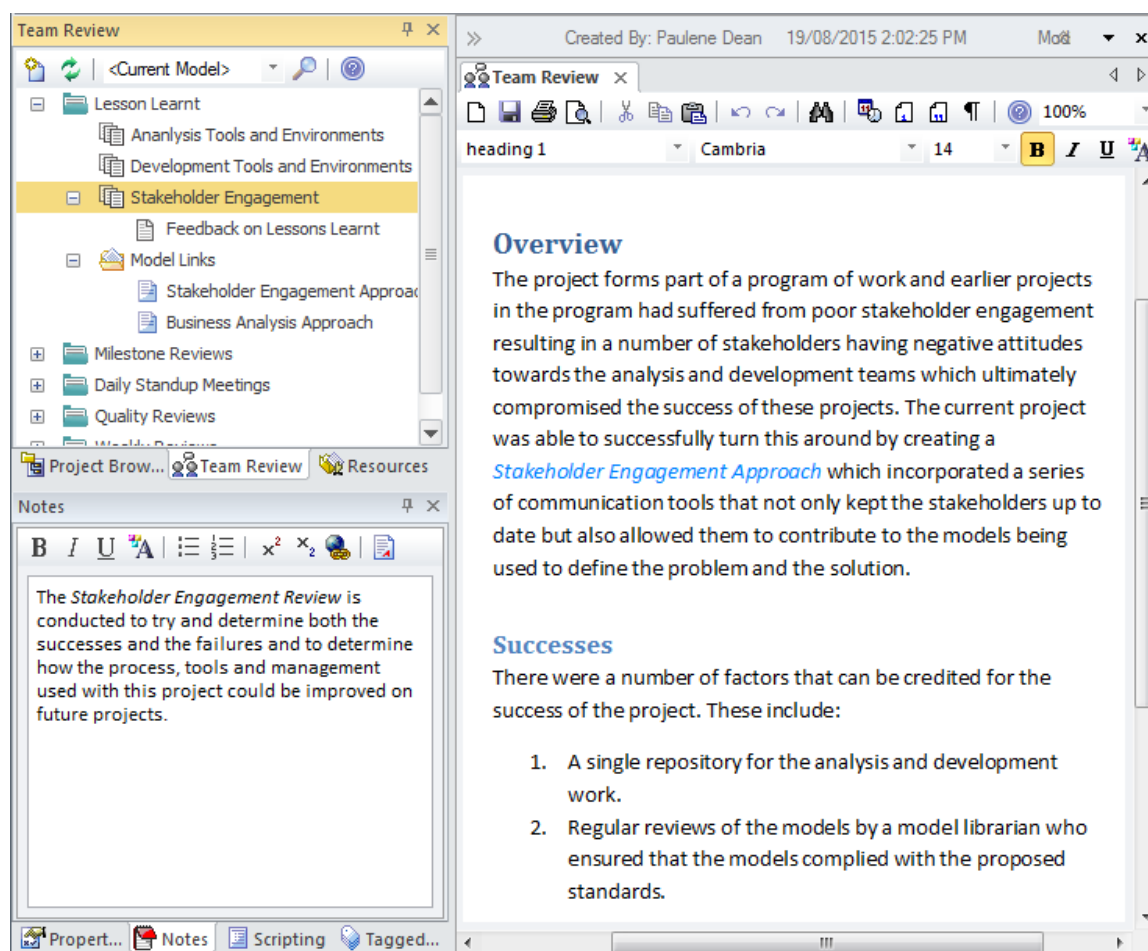 Team Review
<Current Model>
Lesson Learnt
Ananlysis Tools and Environments
Development Tools and Environments
Stakeholder Engagement
Feedback on Lessons Learnt
Model Links
Stakeholder Engagement Approac
Business Analysis Approach
Milestone Reviews
Daily Standup Meetings
Quality Reviews
Project Brow... Team Review Resources
Notes
B I U A x² x₂
The Stakeholder Engagement Review is
conducted to try and determine both the
successes and the failures and to determine
how the process, tools and management
used with this project could be improved on
future projects.
Propert... Notes Scripting Tagged...
Created By: Paulene Dean 19/08/2015 2:02:25 PM
Team Review
100%
heading 1 Cambria 14 B I U A
Overview
The project forms part of a program of work and earlier projects
in the program had suffered from poor stakeholder engagement
resulting in a number of stakeholders having negative attitudes
towards the analysis and development teams which ultimately
compromised the success of these projects. The current project
was able to successfully turn this around by creating a
Stakeholder Engagement Approach which incorporated a series
of communication tools that not only kept the stakeholders up to
date but also allowed them to contribute to the models being
used to define the problem and the solution.
Successes
There were a number of factors that can be credited for the
success of the project. These include:
1. A single repository for the analysis and development
work.
2. Regular reviews of the models by a model librarian who
ensured that the models complied with the proposed
standards.